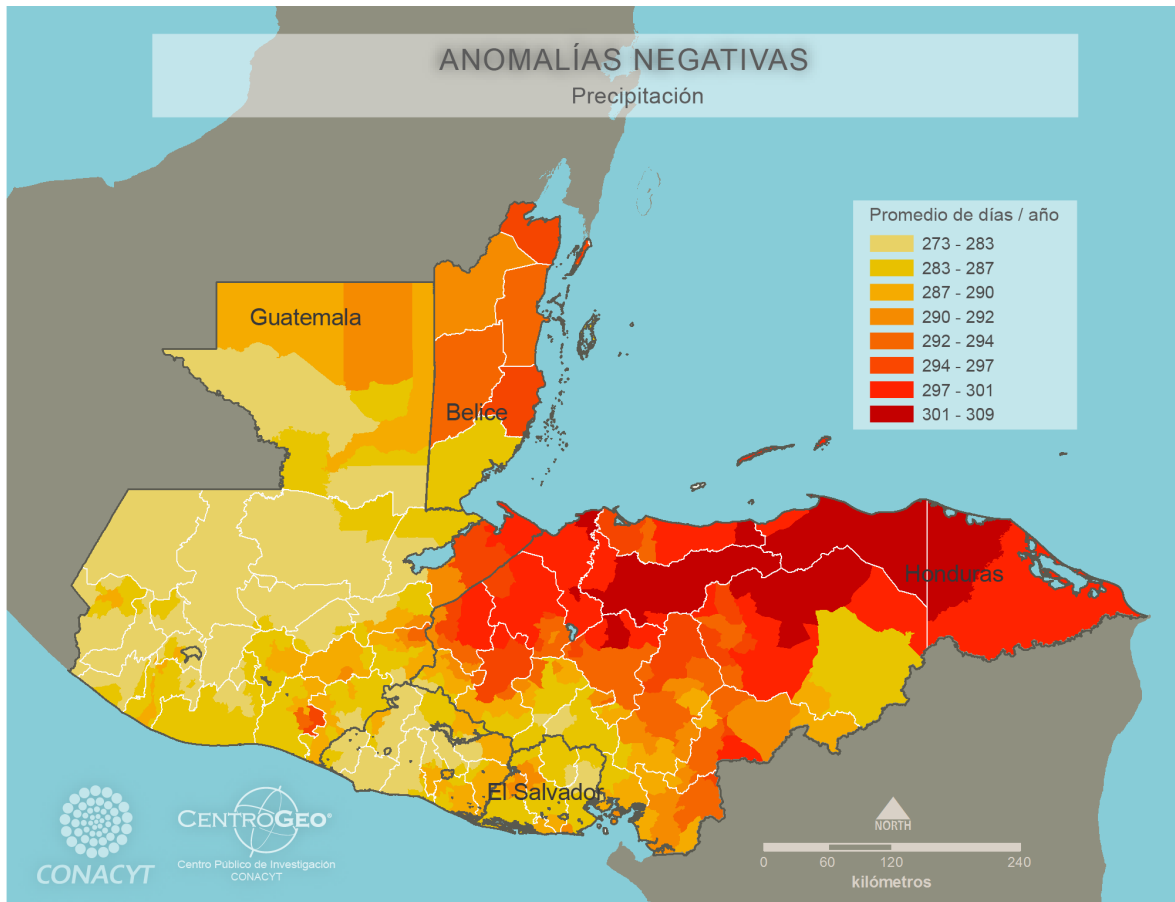 ANOMALÍAS NEGATIVAS
Precipitación
Promedio de días / año
273 - 283
283 - 287
287 - 290
290 - 292
292 - 294
294 - 297
297 - 301
301 - 309
Guatemala
Belice
Honduras
El Salvador
CONACYT
CENTROGEO®
Centro Público de Investigación
CONACYT
NORTH
0 60 120 240
kilómetros